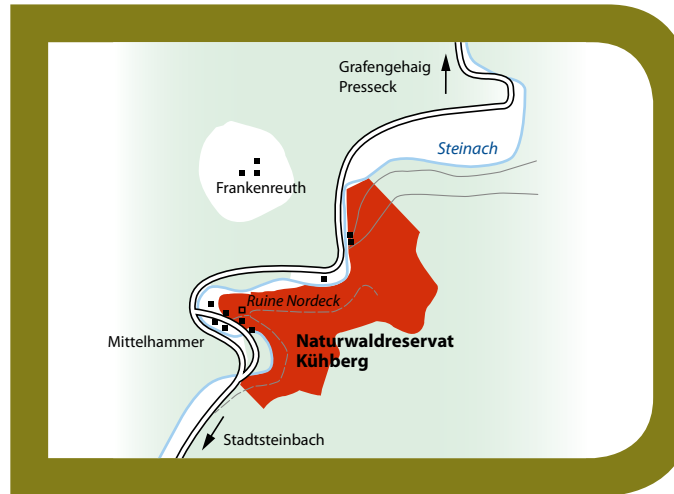 Grafengehaig
Presseck
Steinach
Frankenreuth
Ruine Nordeck
Mittelhammer
Naturwaldreservat
Kühberg
Stadtsteinbach